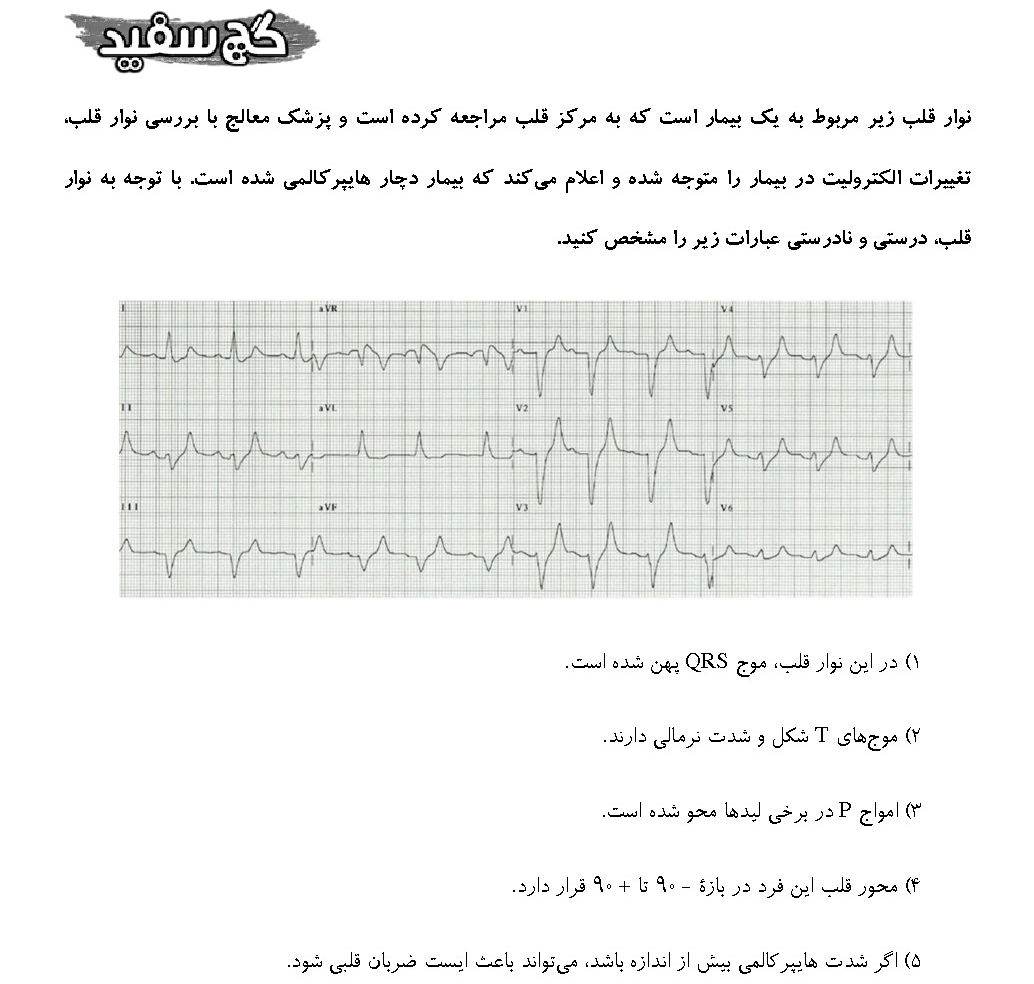 گچ سفید
نوار قلب زیر مربوط به یک بیمار است که به مرکز قلب مراجعه کرده است و پزشک معالج با بررسی نوار قلب،
تغییرات الکترولیت در بیمار را متوجه شده و اعلام می‌کند که بیمار دچار هایپرکالمی شده است. با توجه به نوار
قلب، درستی و نادرستی عبارات زیر را مشخص کنید.
I aVR V1 V4
II aVL V2 V5
III aVF V3 V6
۱) در این نوار قلب، موج QRS پهن شده است.
۲) موج‌های T شکل و شدت نرمالی دارند.
۳) امواج P در برخی لیدها محو شده است.
۴) محور قلب این فرد در بازهٔ - ۹۰ تا + ۹۰ قرار دارد.
۵) اگر شدت هایپرکالمی بیش از اندازه باشد، می‌تواند باعث ایست ضربان قلبی شود.